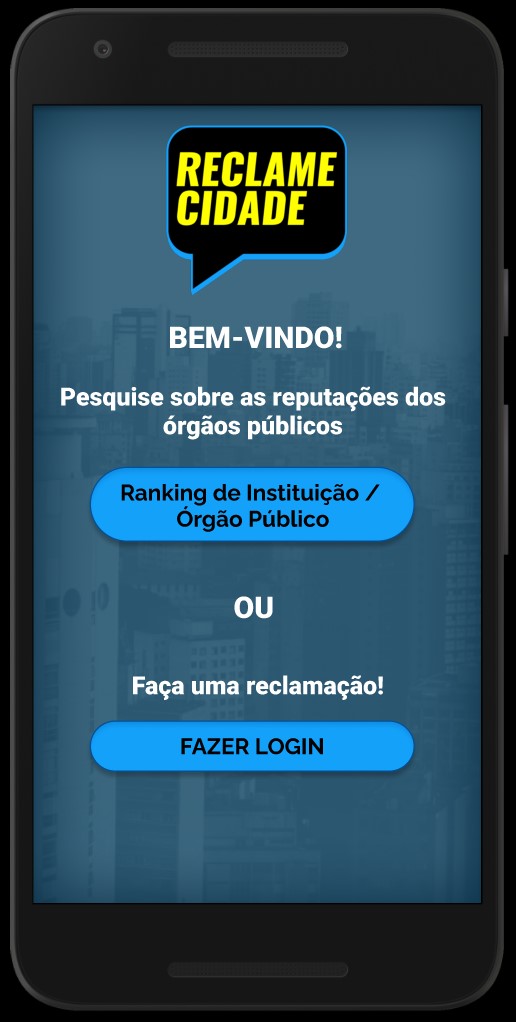 RECLAME
CIDADE
BEM-VINDO!
Pesquise sobre as reputações dos
órgãos públicos
Ranking de Instituição /
Órgão Público
OU
Faça uma reclamação!
FAZER LOGIN